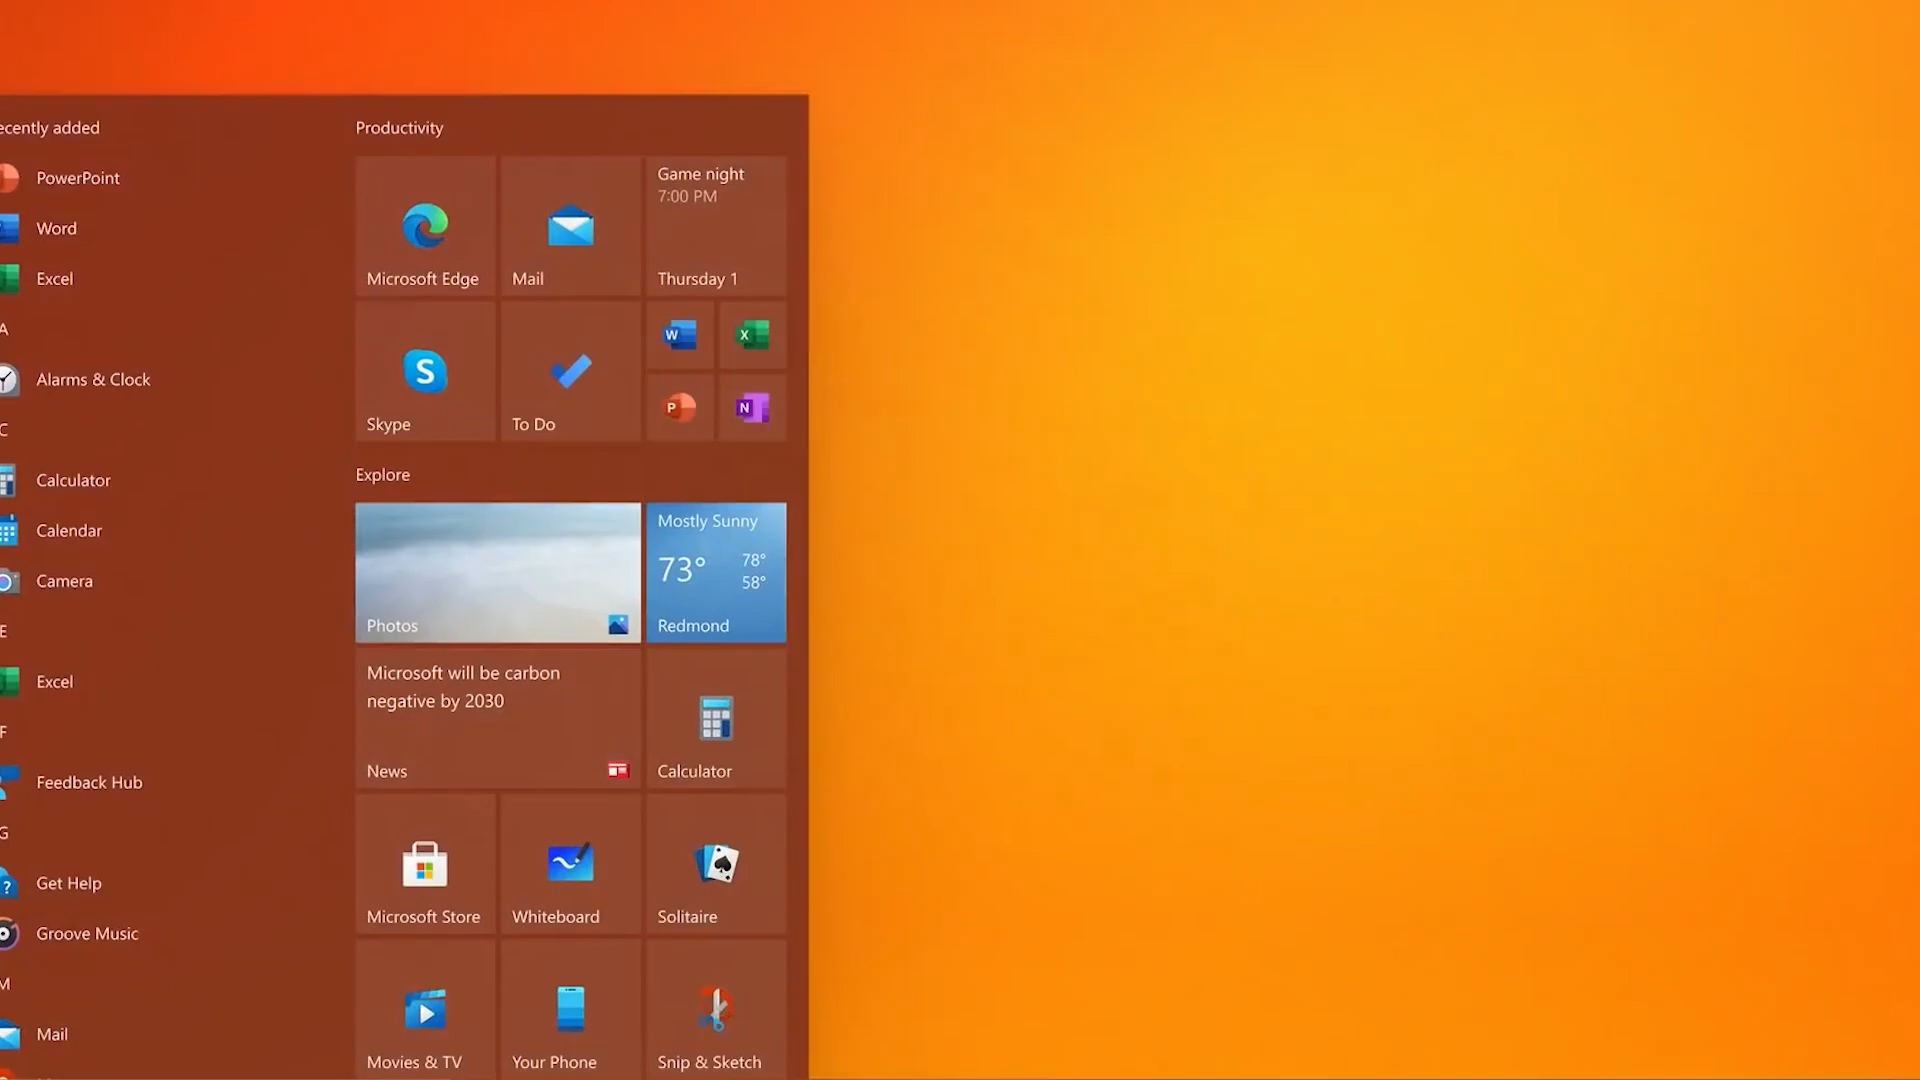 ecently added
PowerPoint
Word
Excel
A
Alarms & Clock
C
Calculator
Calendar
Camera
E
Excel
F
Feedback Hub
G
Get Help
Groove Music
M
Mail
Productivity
Microsoft Edge
Mail
Game night
7:00 PM
Thursday 1
S
Skype
To Do
W
X
P
N
Explore
Photos
Mostly Sunny
73°
78°
58°
Redmond
Microsoft will be carbon
negative by 2030
News
Calculator
Microsoft Store
Whiteboard
Solitaire
Movies & TV
Your Phone
Snip & Sketch